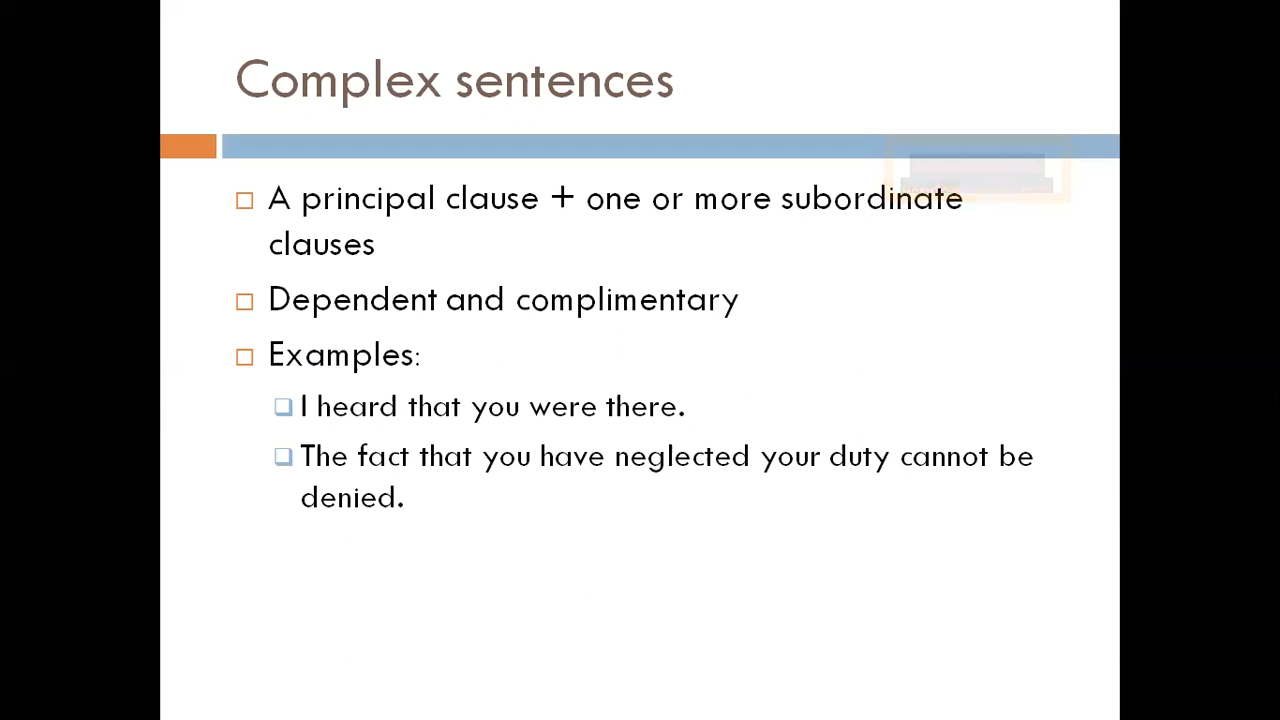 Complex sentences
A principal clause + one or more subordinate
clauses
Dependent and complimentary
Examples:
I heard that you were there.
The fact that you have neglected your duty cannot be
denied.